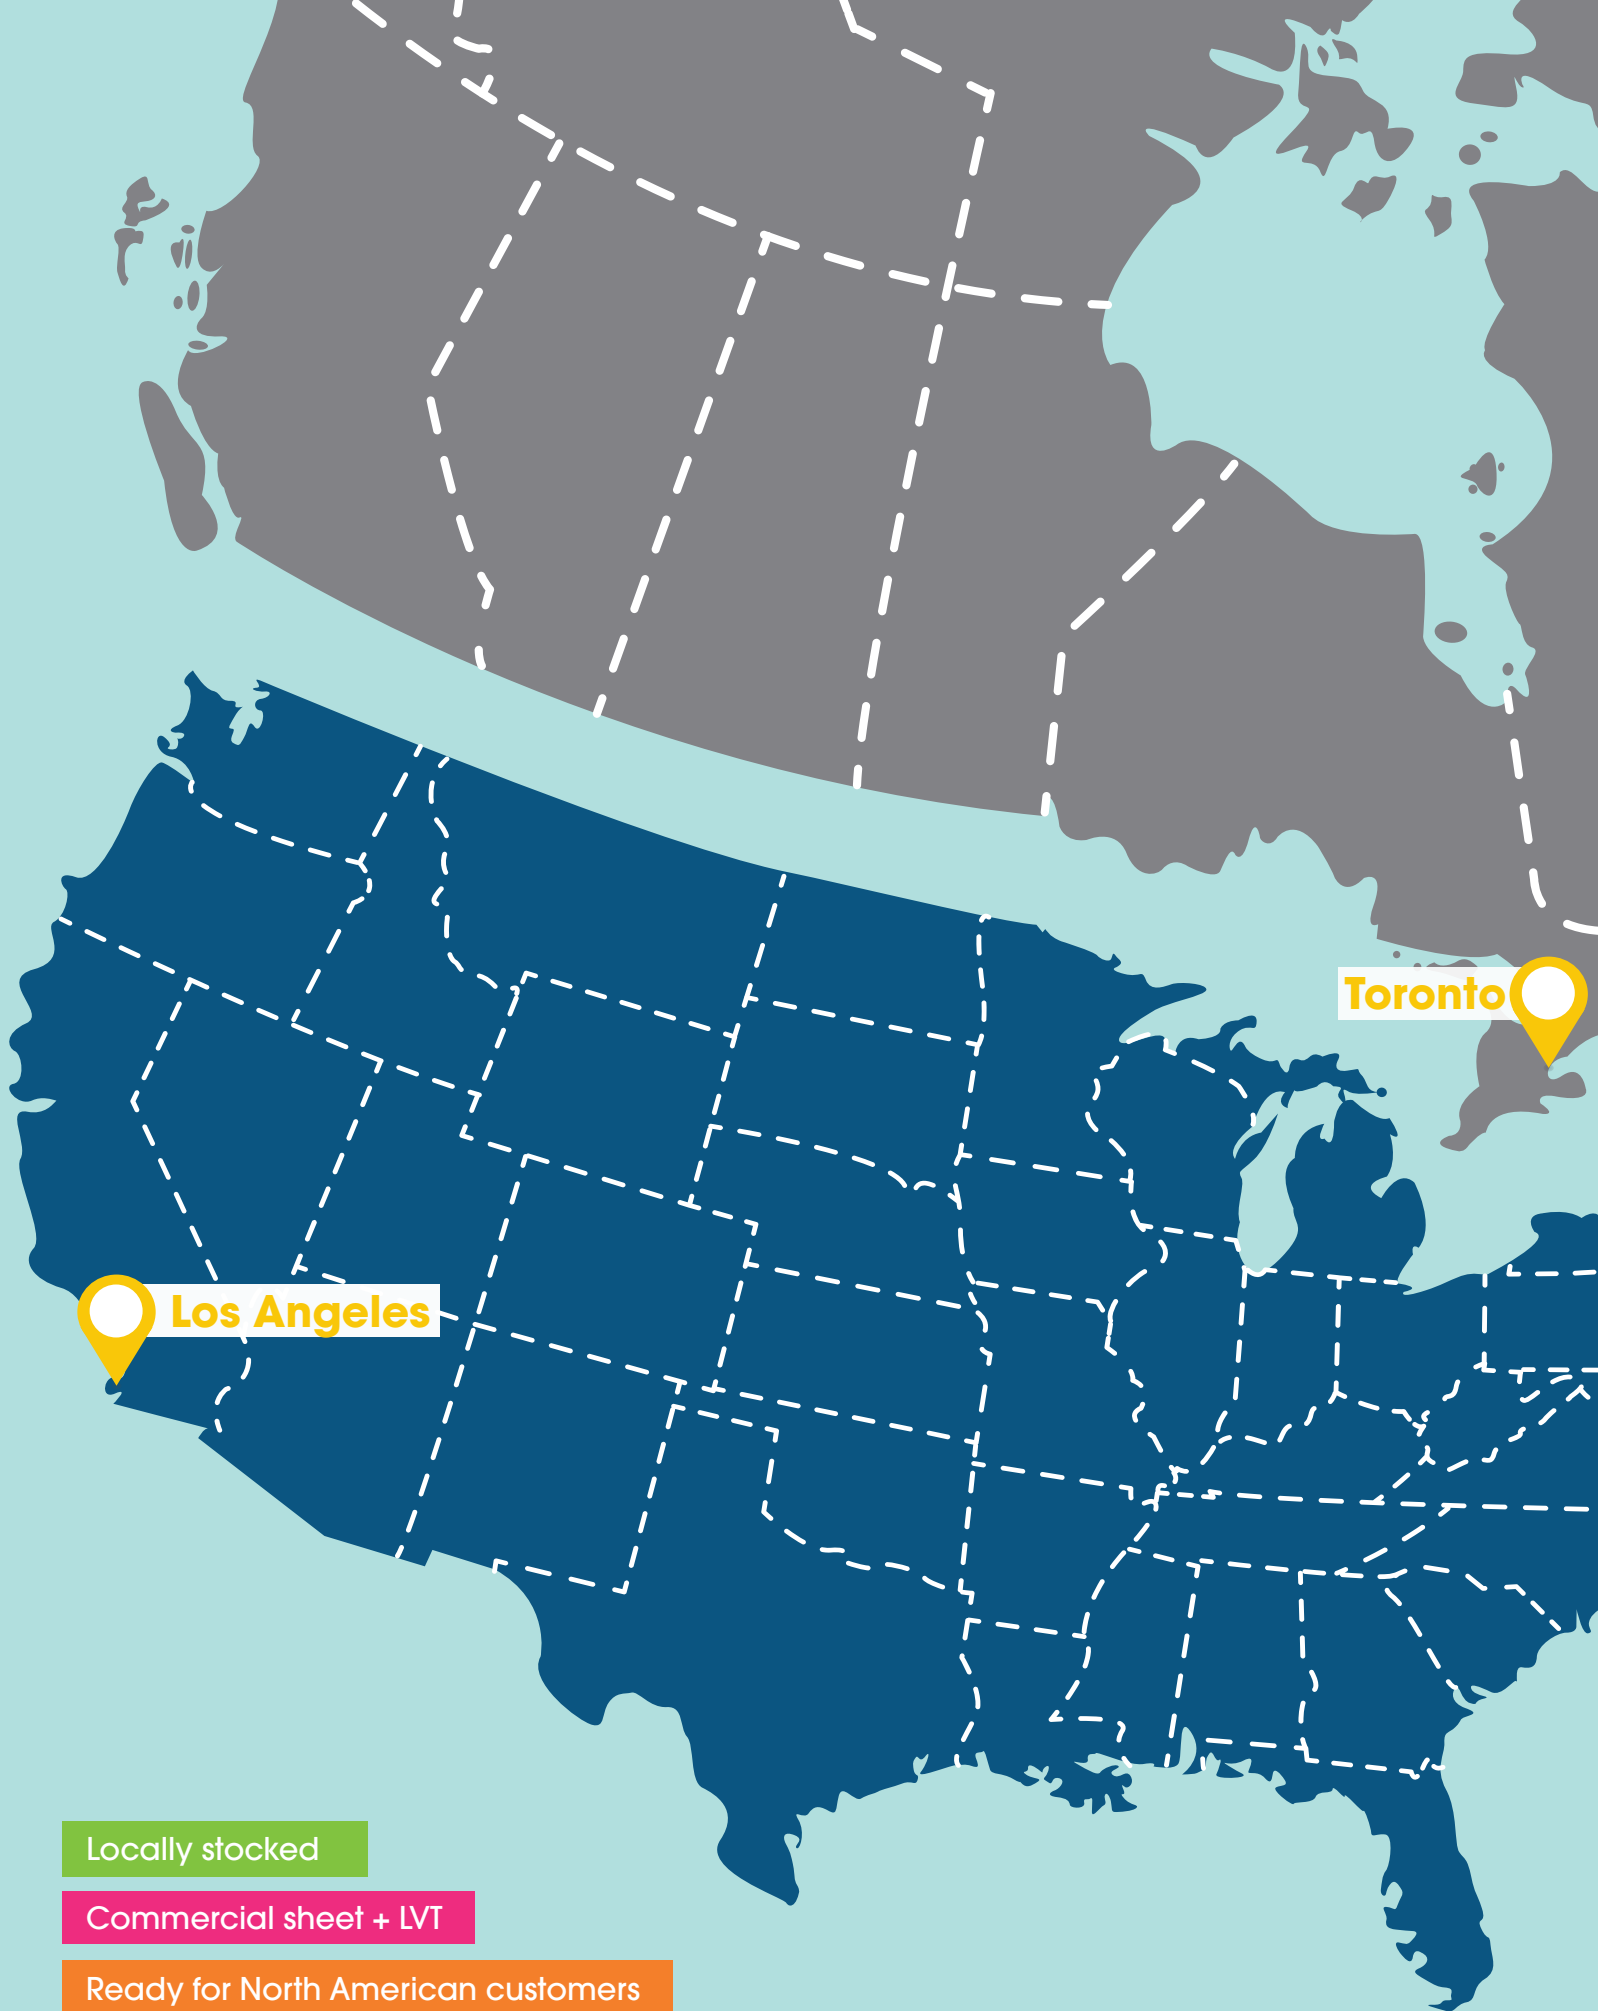 Toronto
Los Angeles
Locally stocked
Commercial sheet + LVT
Ready for North American customers